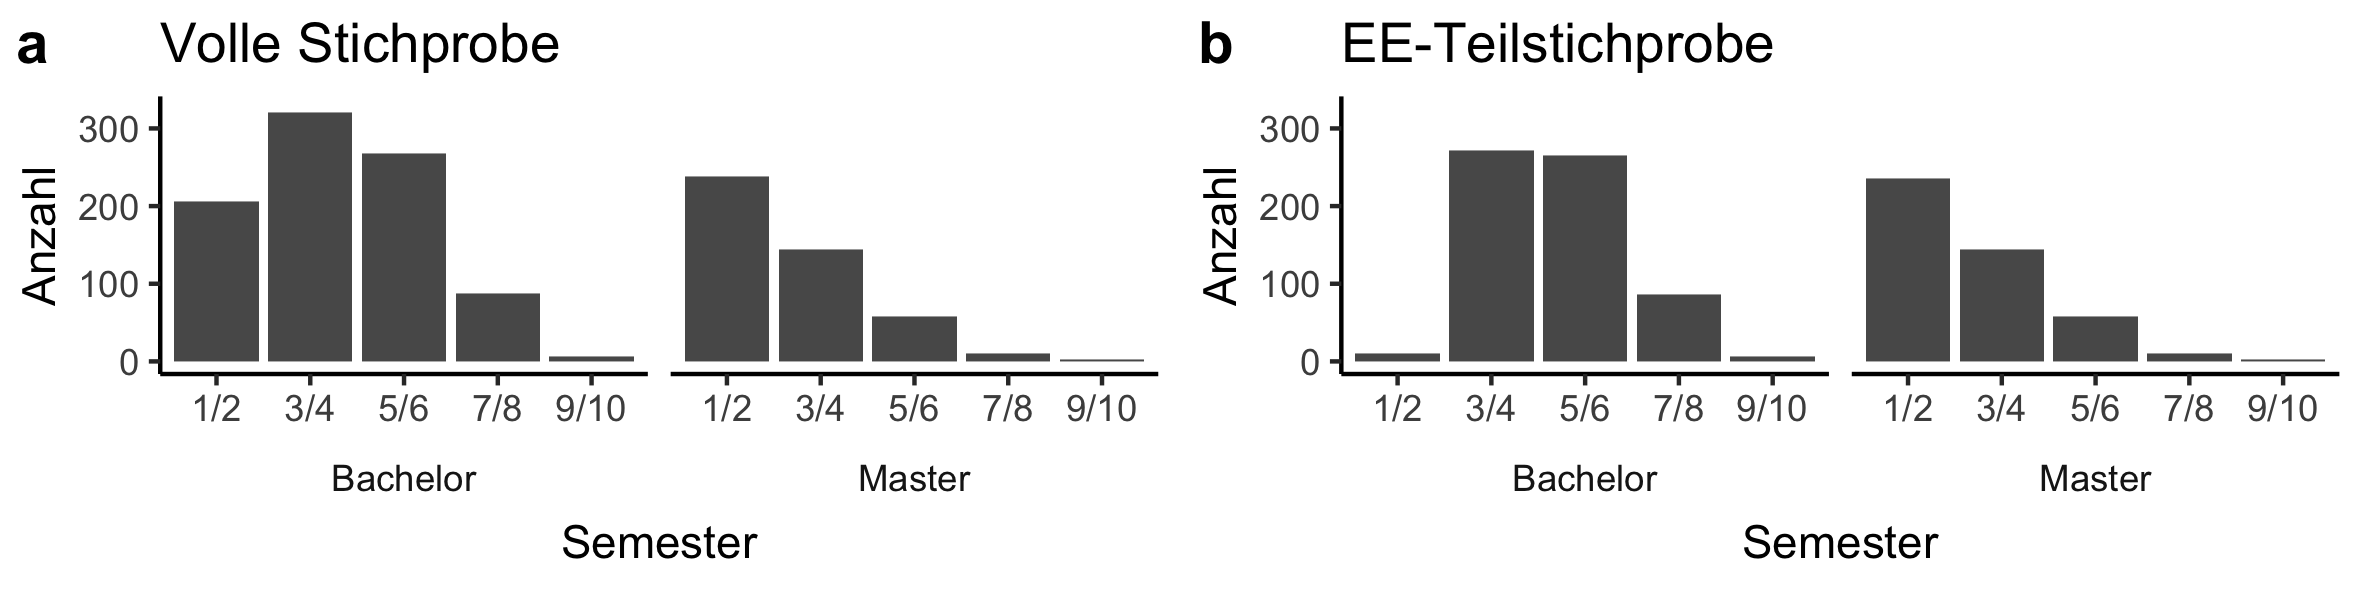 a Volle Stichprobe
Anzahl
300
200
100
0
1/2 3/4 5/6 7/8 9/10 1/2 3/4 5/6 7/8 9/10
Bachelor Master
Semester
b EE-Teilstichprobe
Anzahl
300
200
100
0
1/2 3/4 5/6 7/8 9/10 1/2 3/4 5/6 7/8 9/10
Bachelor Master
Semester